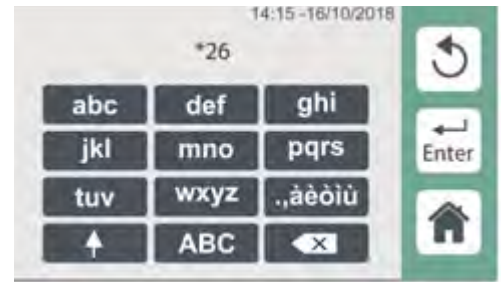 14:15 -16/10/2018
*26
abc def ghi
jkl mno pqrs
Enter
tuv wxyz .,àèòìù
ABC